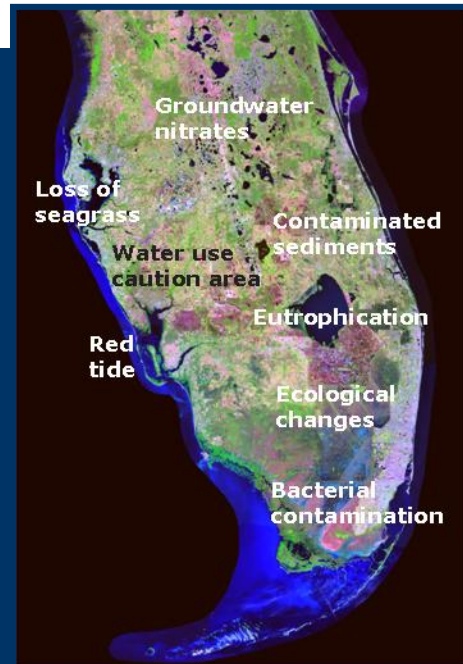 Groundwater
nitrates
Loss of
seagrass
Contaminated
sediments
Water use
caution area
Eutrophication
Red
tide
Ecological
changes
Bacterial
contamination